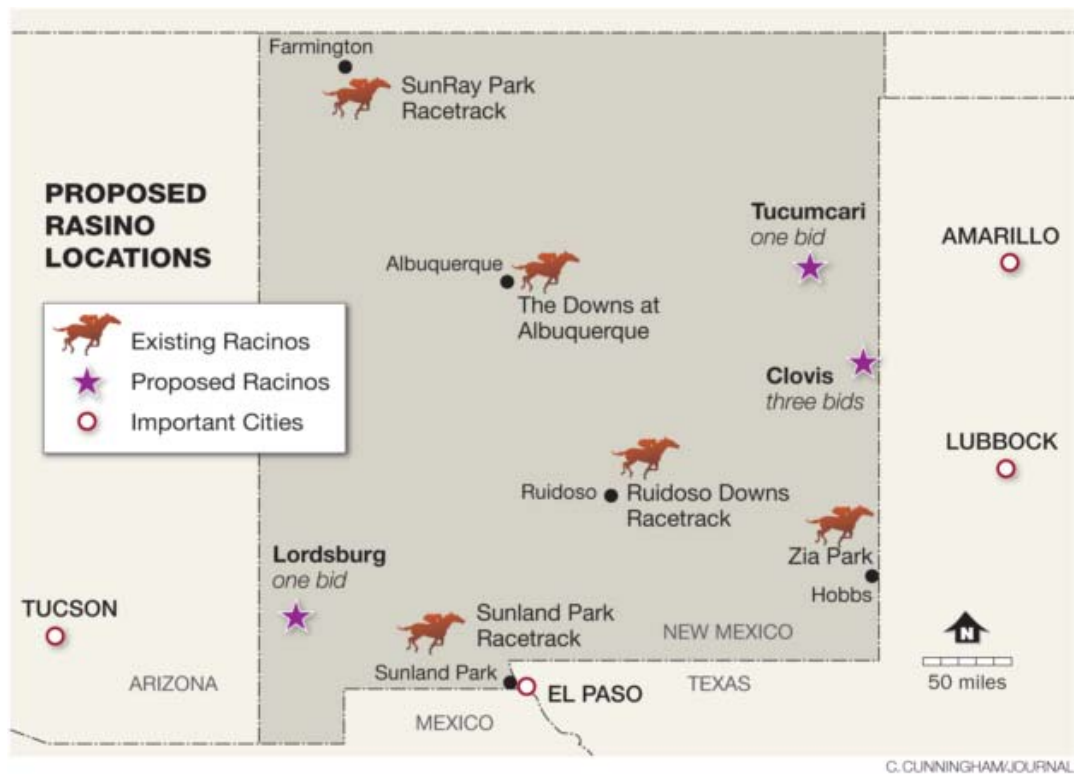 Farmington
SunRay Park
Racetrack
PROPOSED
RASINO
LOCATIONS
Tucumcari
one bid
AMARILLO
Albuquerque
The Downs at
Albuquerque
Existing Racinos
Proposed Racinos
Important Cities
Clovis
three bids
LUBBOCK
Ruidoso
Ruidoso Downs
Racetrack
Zia Park
Hobbs
Lordsburg
one bid
TUCSON
Sunland Park
Racetrack
NEW MEXICO
N
50 miles
Sunland Park
EL PASO
TEXAS
ARIZONA
MEXICO
C. CUNNINGHAM/JOURNAL